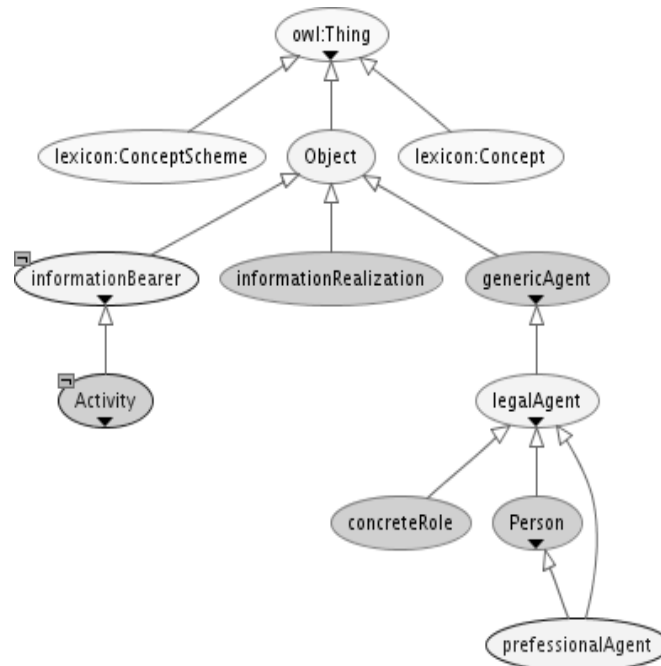 owl:Thing
lexicon:ConceptScheme
Object
lexicon:Concept
informationBearer
informationRealization
genericAgent
Activity
legalAgent
concreteRole
Person
prefessionalAgent